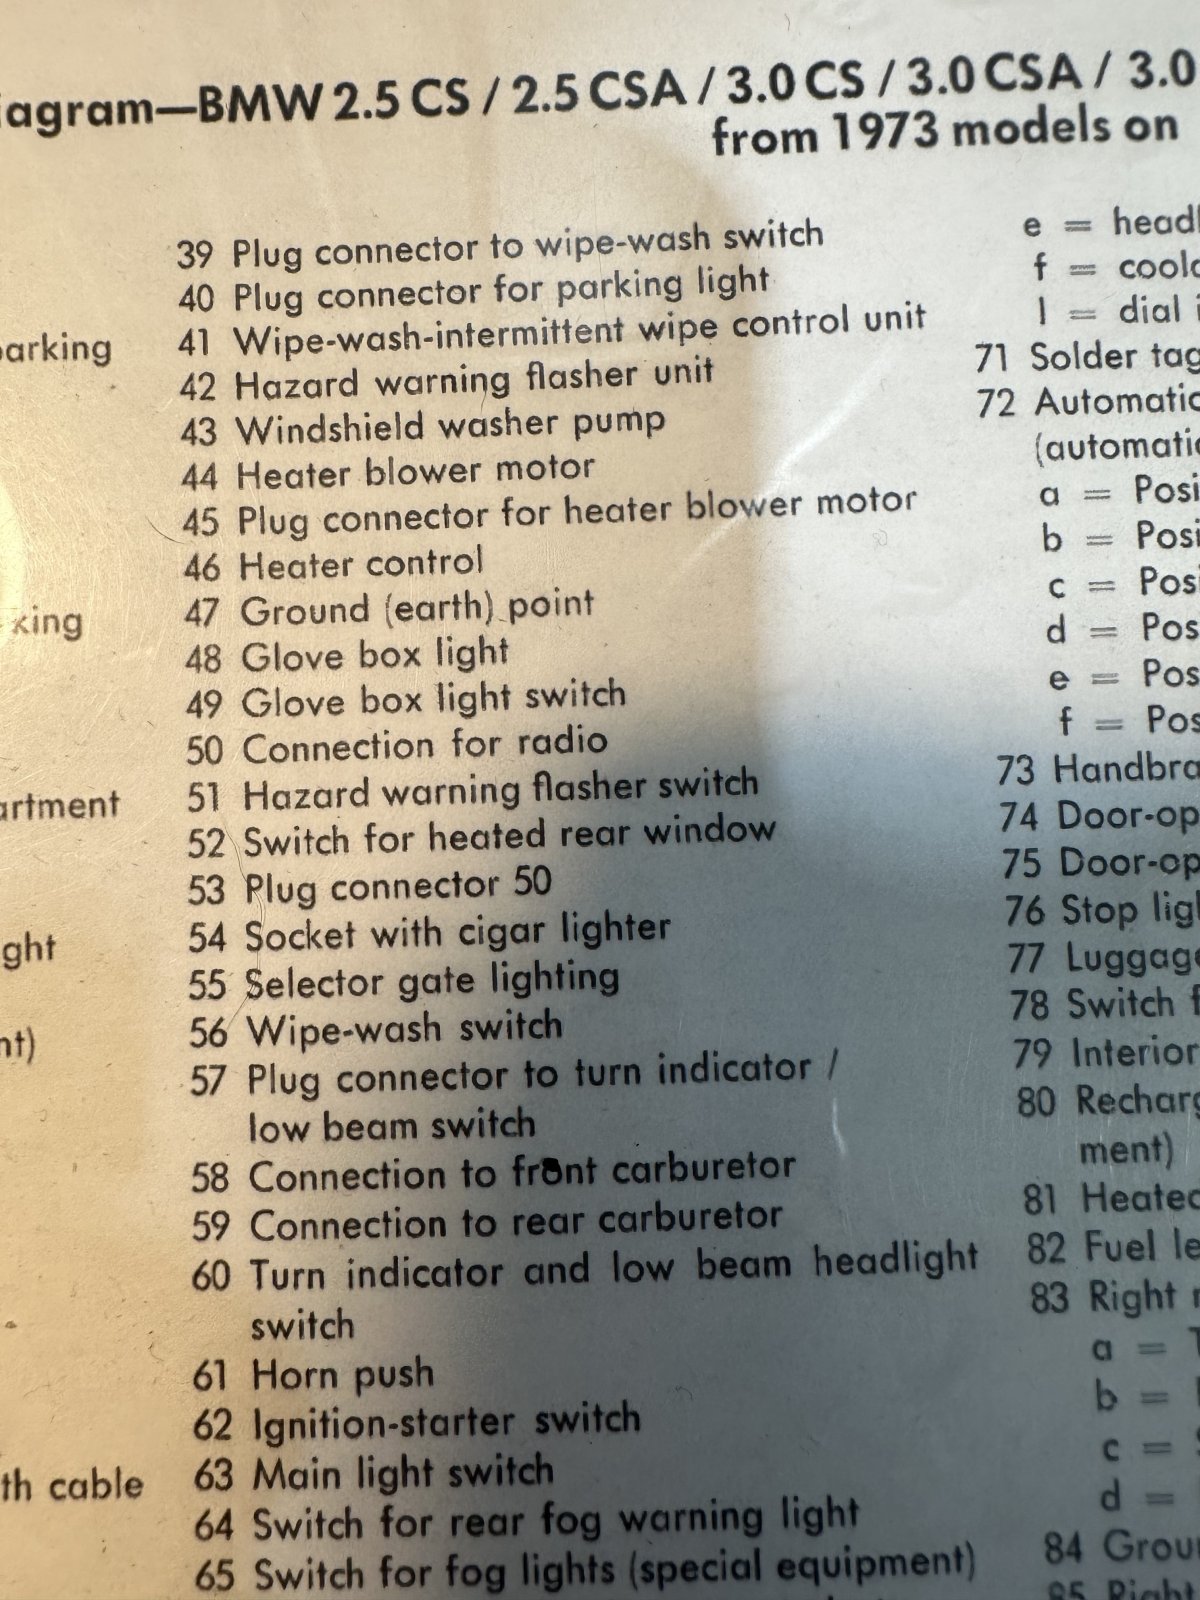 iagram—BMW 2.5 CS / 2.5 CSA / 3.0 CS / 3.0 CSA / 3.0
from 1973 models on
parking
king
artment
ght
nt)
th cable
39 Plug connector to wipe-wash switch
40 Plug connector for parking light
41 Wipe-wash-intermittent wipe control unit
42 Hazard warning flasher unit
43 Windshield washer pump
44 Heater blower motor
45 Plug connector for heater blower motor
46 Heater control
47 Ground (earth) point
48 Glove box light
49 Glove box light switch
50 Connection for radio
51 Hazard warning flasher switch
52 Switch for heated rear window
53 Plug connector 50
54 Socket with cigar lighter
55 Selector gate lighting
56 Wipe-wash switch
57 Plug connector to turn indicator /
low beam switch
58 Connection to front carburetor
59 Connection to rear carburetor
60 Turn indicator and low beam headlight
switch
61 Horn push
62 Ignition-starter switch
63 Main light switch
64 Switch for rear fog warning light
65 Switch for fog lights (special equipment)
e = headl
f = coola
l = dial i
71 Solder tag
72 Automatic
(automatic
a = Posi
b = Posi
c = Posi
d = Pos
e = Pos
f = Pos
73 Handbra
74 Door-op
75 Door-op
76 Stop ligh
77 Luggage
78 Switch f
79 Interior
80 Recharg
ment)
81 Heated
82 Fuel le
83 Right r
a =
b =
c =
d =
84 Grou
85 Right